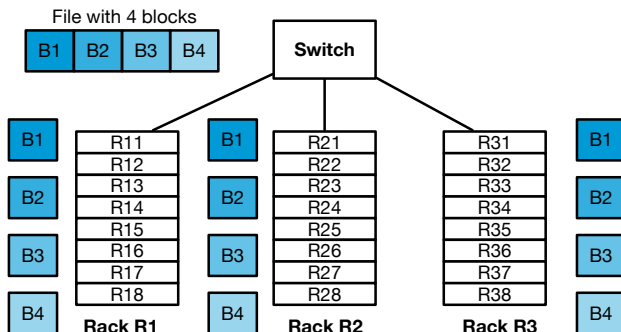 File with 4 blocks
B1 B2 B3 B4
Switch
B1
B2
B3
B4
R11
R12
R13
R14
R15
R16
R17
R18
Rack R1
B1
B2
B3
B4
R21
R22
R23
R24
R25
R26
R27
R28
Rack R2
R31
R32
R33
R34
R35
R36
R37
R38
Rack R3
B1
B2
B3
B4